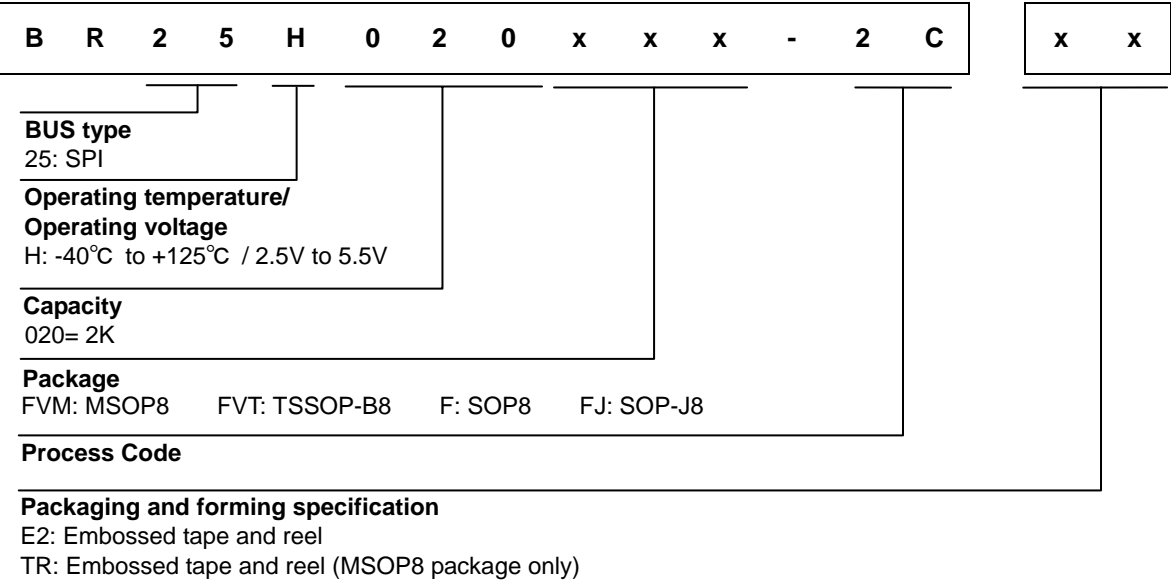 B R 2 5 H 0 2 0 x x x - 2 C x x
BUS type
25: SPI
Operating temperature/
Operating voltage
H: -40℃ to +125℃ / 2.5V to 5.5V
Capacity
020= 2K
Package
FVM: MSOP8 FVT: TSSOP-B8 F: SOP8 FJ: SOP-J8
Process Code
Packaging and forming specification
E2: Embossed tape and reel
TR: Embossed tape and reel (MSOP8 package only)